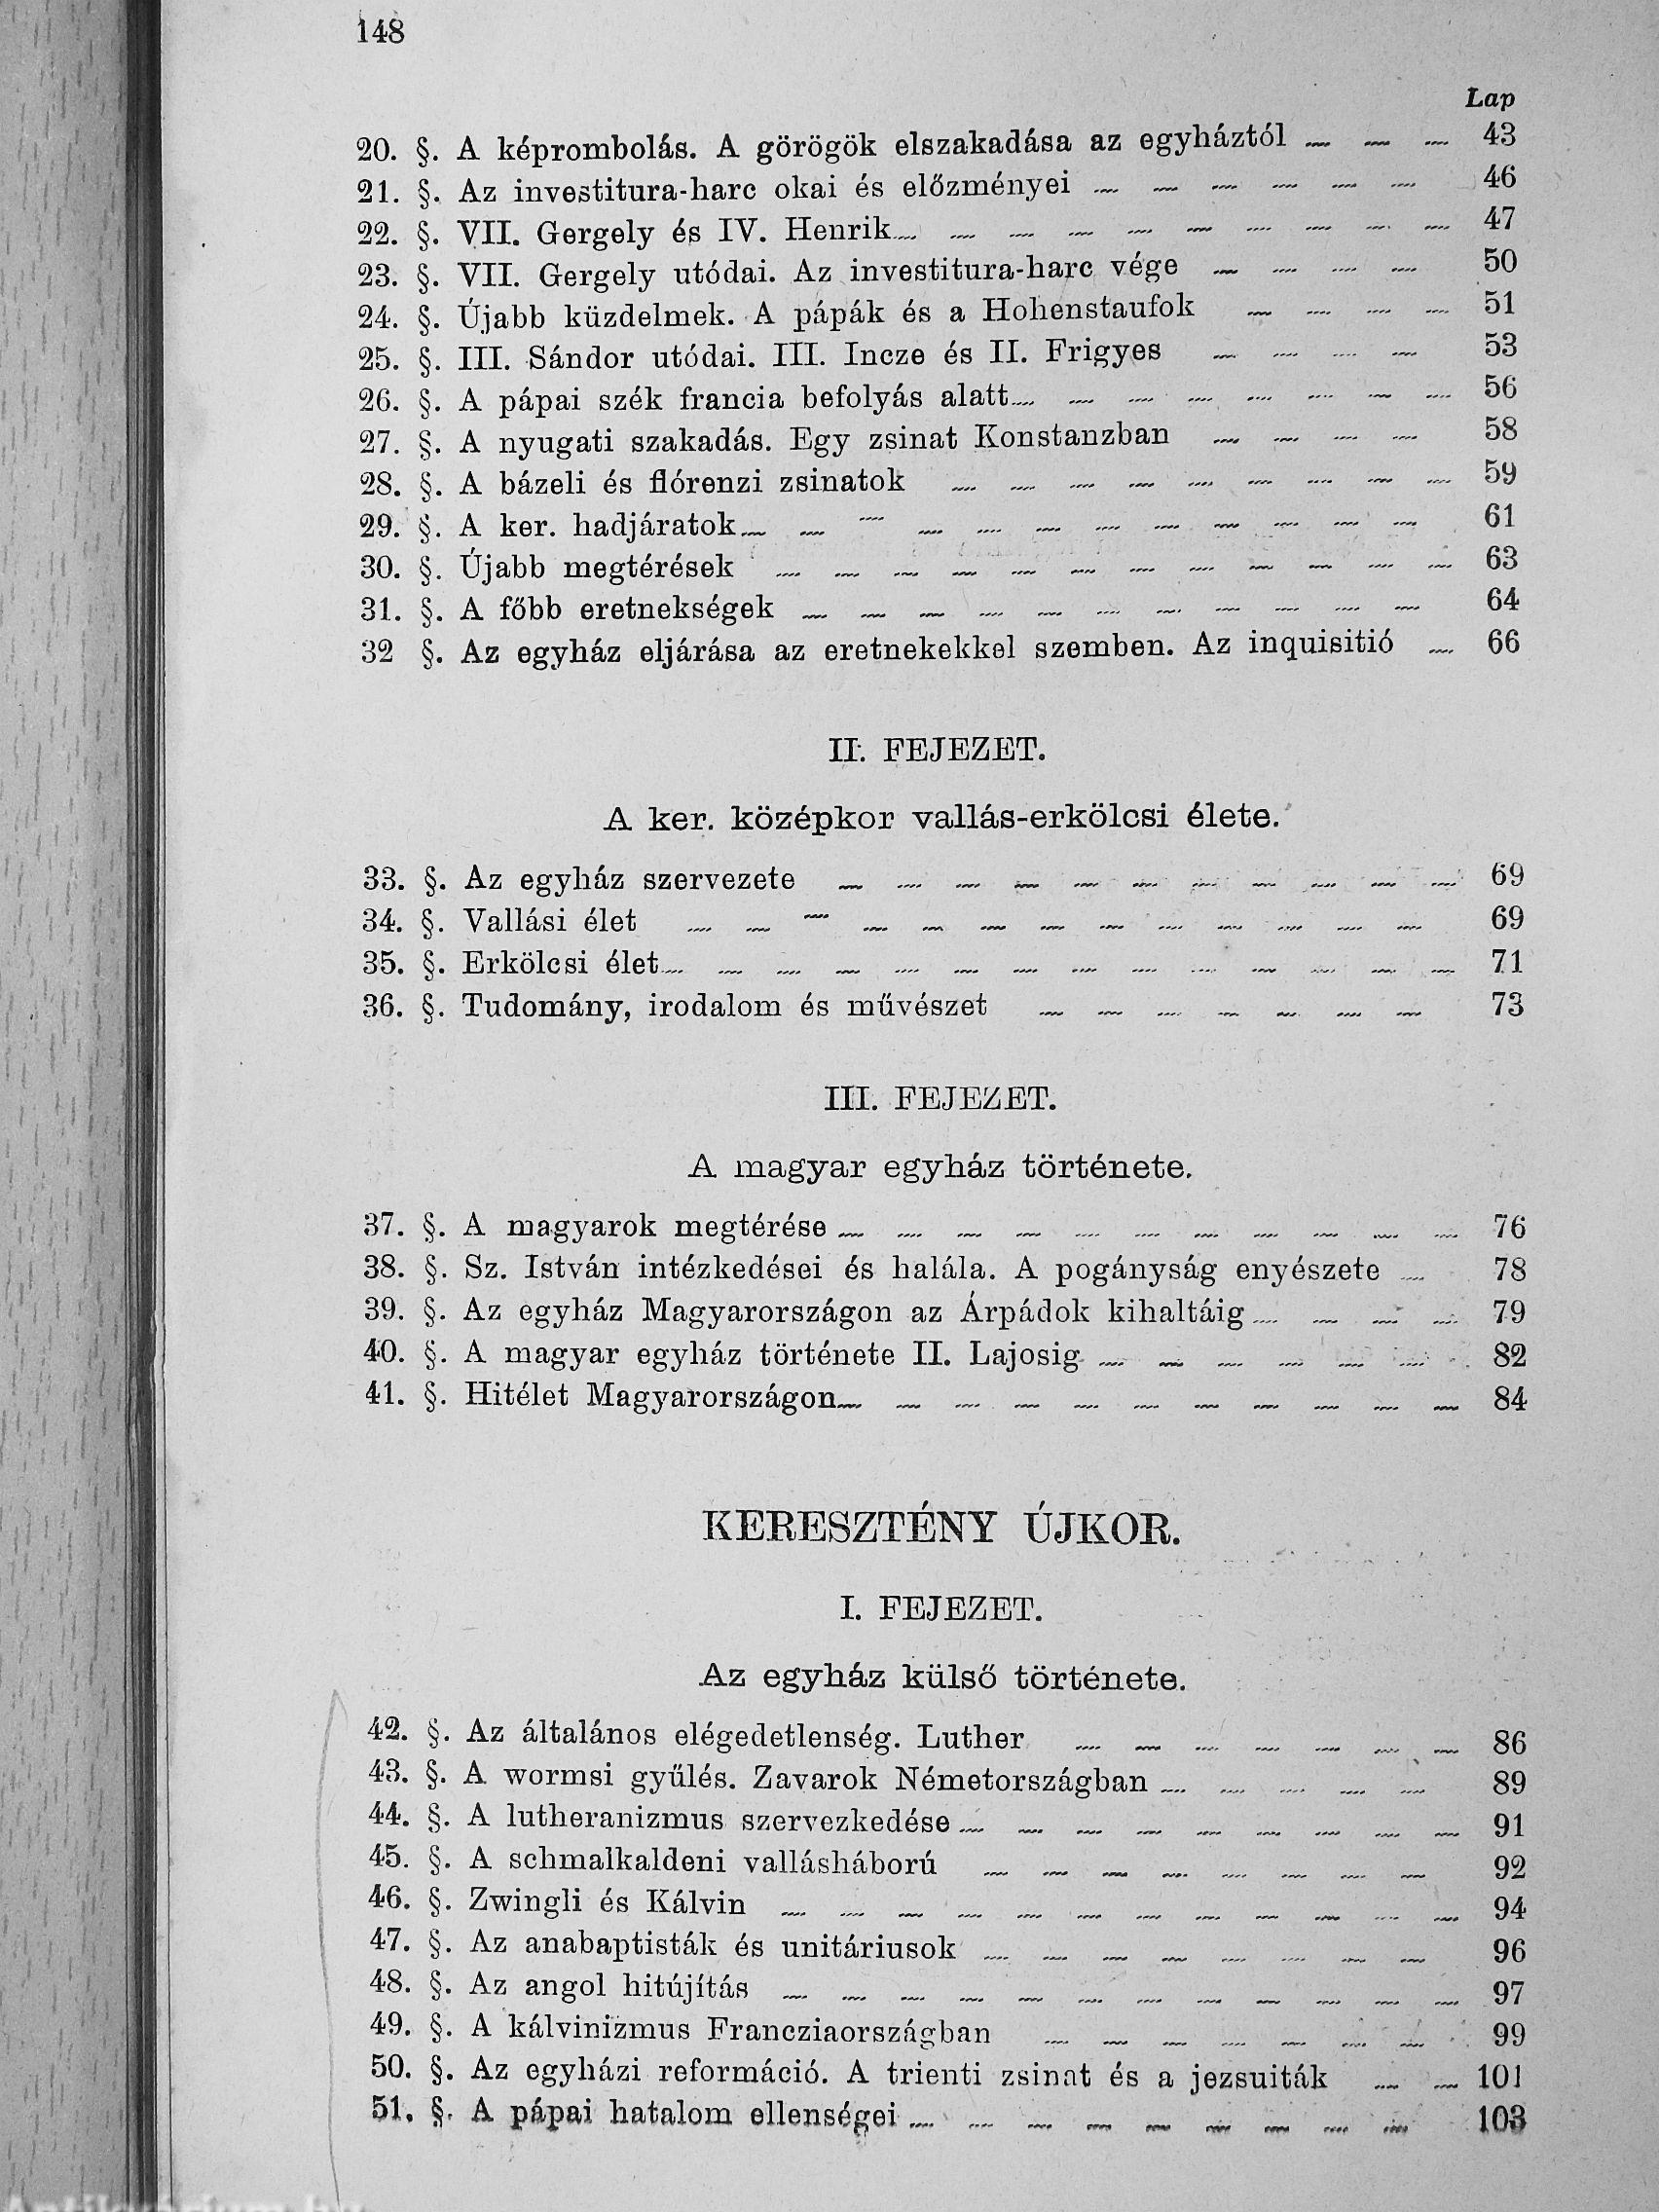 148
Lap
20. §. A képrombolás. A görögök elszakadása az egyháztól 43
21. §. Az investitura-harc okai és előzményei 46
22. §. VII. Gergely és IV. Henrik 47
23. §. VII. Gergely utódai. Az investitura-harc vége 50
24. §. Újabb küzdelmek. A pápák és a Hohenstaufok 51
25. §. III. Sándor utódai. III. Incze és II. Frigyes 53
26. §. A pápai szék francia befolyás alatt 56
27. §. A nyugati szakadás. Egy zsinat Konstanzban 58
28. §. A bázeli és flórenzi zsinatok 59
29. §. A ker. hadjáratok 61
30. §. Újabb megtérések 63
31. §. A főbb eretnekségek 64
32 §. Az egyház eljárása az eretnekekkel szemben. Az inquisitió 66
II. FEJEZET.
A ker. középkor vallás-erkölcsi élete.
33. §. Az egyház szervezete 69
34. §. Vallási élet 69
35. §. Erkölcsi élet 71
36. §. Tudomány, irodalom és művészet 73
III. FEJEZET.
A magyar egyház története.
37. §. A magyarok megtérése 76
38. §. Sz. István intézkedései és halála. A pogányság enyészete 78
39. §. Az egyház Magyarországon az Árpádok kihaltáig 79
40. §. A magyar egyház története II. Lajosig 82
41. §. Hitélet Magyarországon 84
KERESZTÉNY ÚJKOR.
I. FEJEZET.
Az egyház külső története.
42. §. Az általános elégedetlenség. Luther 86
43. §. A wormsi gyűlés. Zavarok Németországban 89
44. §. A lutheranizmus szervezkedése 91
45. §. A schmalkaldeni vallásháború 92
46. §. Zwingli és Kálvin 94
47. §. Az anabaptisták és unitáriusok 96
48. §. Az angol hitújítás 97
49. §. A kálvinizmus Francziaországban 99
50. §. Az egyházi reformáció. A trienti zsinat és a jezsuiták 101
51. §. A pápai hatalom ellenségei 103